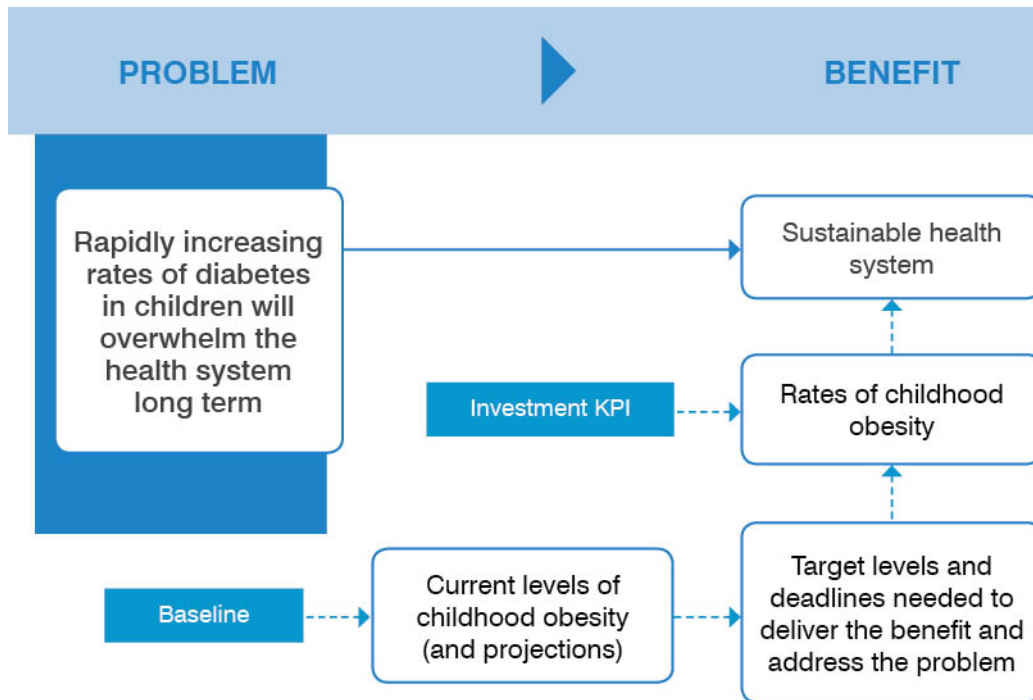 PROBLEM
BENEFIT
Rapidly increasing
rates of diabetes
in children will
overwhelm the
health system
long term
Sustainable health
system
Investment KPI
Rates of childhood
obesity
Baseline
Current levels of
childhood obesity
(and projections)
Target levels and
deadlines needed to
deliver the benefit and
address the problem